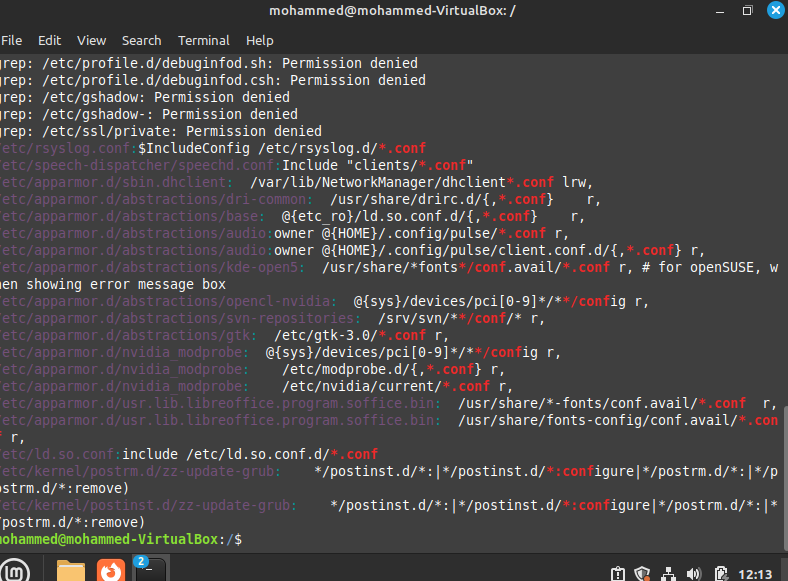 mohammed@mohammed-VirtualBox: /
File Edit View Search Terminal Help
grep: /etc/profile.d/debuginfod.sh: Permission denied
grep: /etc/profile.d/debuginfod.csh: Permission denied
grep: /etc/gshadow: Permission denied
grep: /etc/gshadow-: Permission denied
grep: /etc/ssl/private: Permission denied
/etc/rsyslog.conf:$IncludeConfig /etc/rsyslog.d/*.conf
/etc/speech-dispatcher/speechd.conf:Include "clients/*.conf"
/etc/apparmor.d/sbin.dhclient:  /var/lib/NetworkManager/dhclient*.conf lrw,
/etc/apparmor.d/abstractions/dri-common:  /usr/share/drirc.d/{,*.conf}    r,
/etc/apparmor.d/abstractions/base:  @{etc_ro}/ld.so.conf.d/{,*.conf}    r,
/etc/apparmor.d/abstractions/audio:owner @{HOME}/.config/pulse/*.conf r,
/etc/apparmor.d/abstractions/audio:owner @{HOME}/.config/pulse/client.conf.d/{,*.conf} r,
/etc/apparmor.d/abstractions/kde-open5:  /usr/share/*fonts*/conf.avail/*.conf r, # for openSUSE, w
hen showing error message box
/etc/apparmor.d/abstractions/opencl-nvidia:  @{sys}/devices/pci[0-9]*/**/config r,
/etc/apparmor.d/abstractions/svn-repositories:  /srv/svn/**/conf/* r,
/etc/apparmor.d/abstractions/gtk:  /etc/gtk-3.0/*.conf r,
/etc/apparmor.d/nvidia_modprobe:  @{sys}/devices/pci[0-9]*/**/config r,
/etc/apparmor.d/nvidia_modprobe:    /etc/modprobe.d/{,*.conf} r,
/etc/apparmor.d/nvidia_modprobe:    /etc/nvidia/current/*.conf r,
/etc/apparmor.d/usr.lib.libreoffice.program.soffice.bin:  /usr/share/*-fonts/conf.avail/*.conf  r,
/etc/apparmor.d/usr.lib.libreoffice.program.soffice.bin:  /usr/share/fonts-config/conf.avail/*.con
f r,
/etc/ld.so.conf:include /etc/ld.so.conf.d/*.conf
/etc/kernel/postrm.d/zz-update-grub:    */postinst.d/*:|*/postinst.d/*:configure|*/postrm.d/*:|*/p
ostrm.d/*:remove)
/etc/kernel/postinst.d/zz-update-grub:    */postinst.d/*:|*/postinst.d/*:configure|*/postrm.d/*:|*
/postrm.d/*:remove)
mohammed@mohammed-VirtualBox:/$
2
12:13